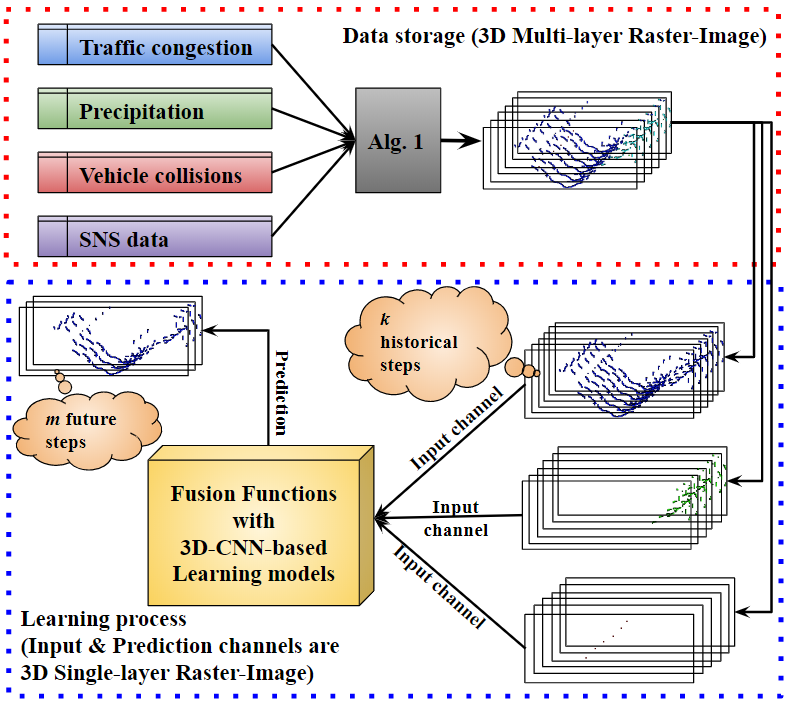 Data storage (3D Multi-layer Raster-Image)
Traffic congestion
Precipitation
Vehicle collisions
SNS data
Alg. 1
k
historical
steps
m future
steps
Prediction
Input channel
Input
channel
Input channel
Fusion Functions
with
3D-CNN-based
Learning models
Learning process
(Input & Prediction channels are
3D Single-layer Raster-Image)